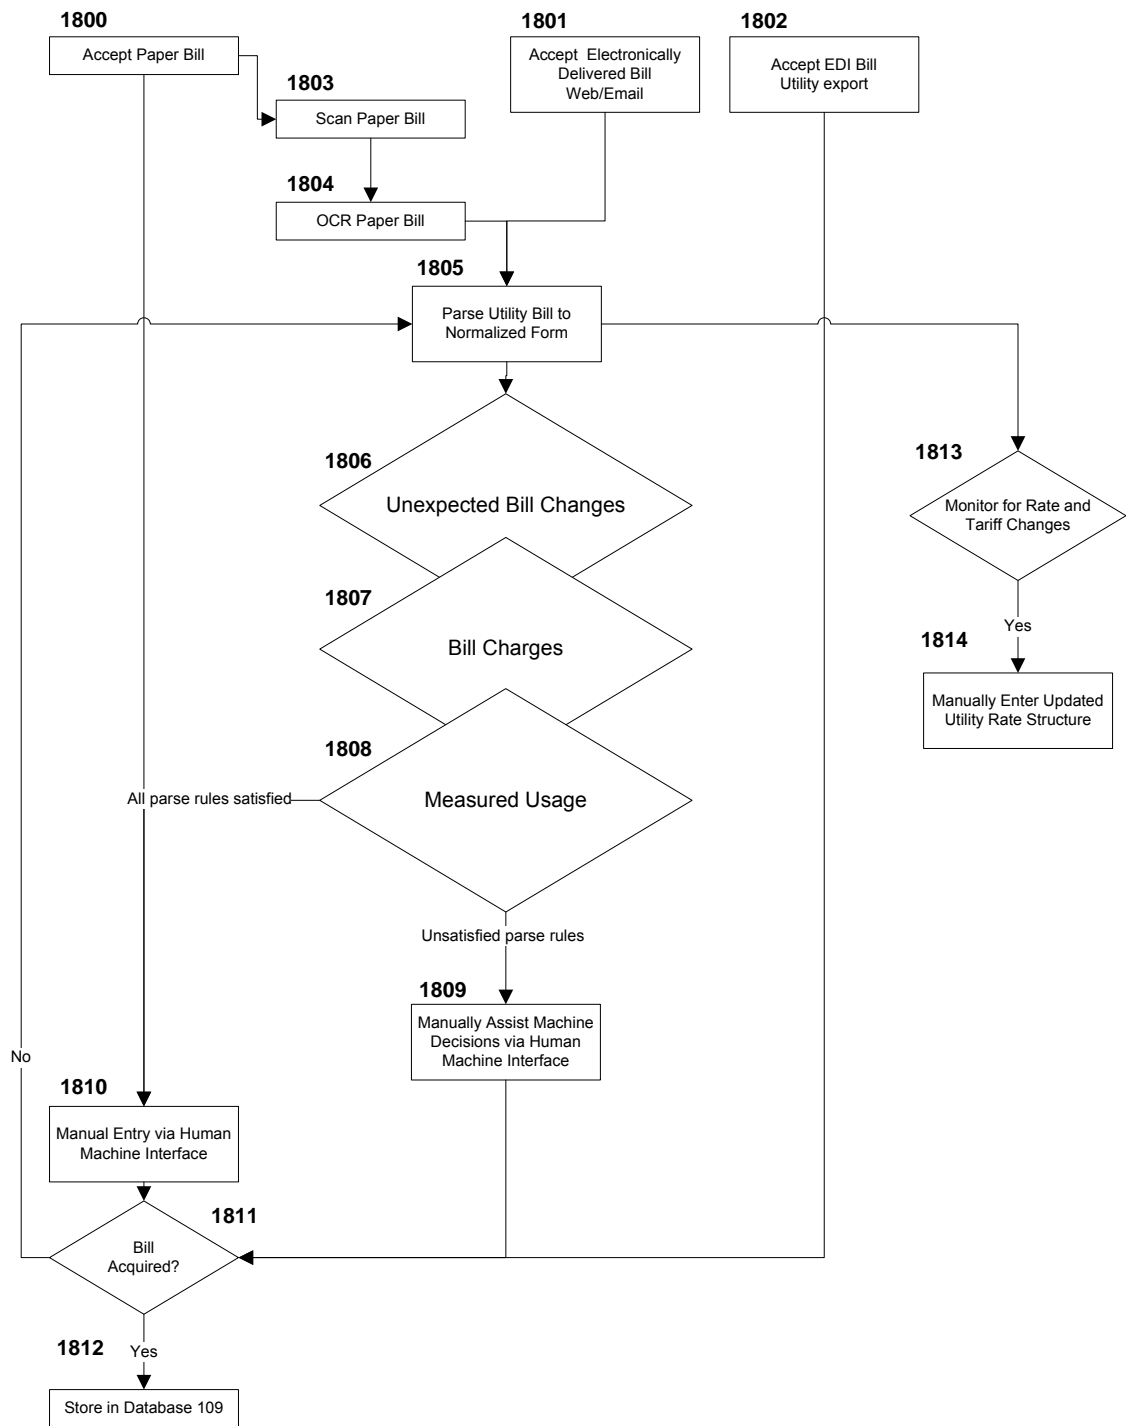 1800
Accept Paper Bill
1801
Accept Electronically
Delivered Bill
Web/Email
1802
Accept EDI Bill
Utility export
1803
Scan Paper Bill
1804
OCR Paper Bill
1805
Parse Utility Bill to
Normalized Form
1806
Unexpected Bill Changes
1813
Monitor for Rate and
Tariff Changes
1807
Bill Charges
Yes
1814
Manually Enter Updated
Utility Rate Structure
1808
Measured Usage
All parse rules satisfied
Unsatisfied parse rules
1809
Manually Assist Machine
Decisions via Human
Machine Interface
No
1810
Manual Entry via Human
Machine Interface
1811
Bill
Acquired?
Yes
1812
Store in Database 109